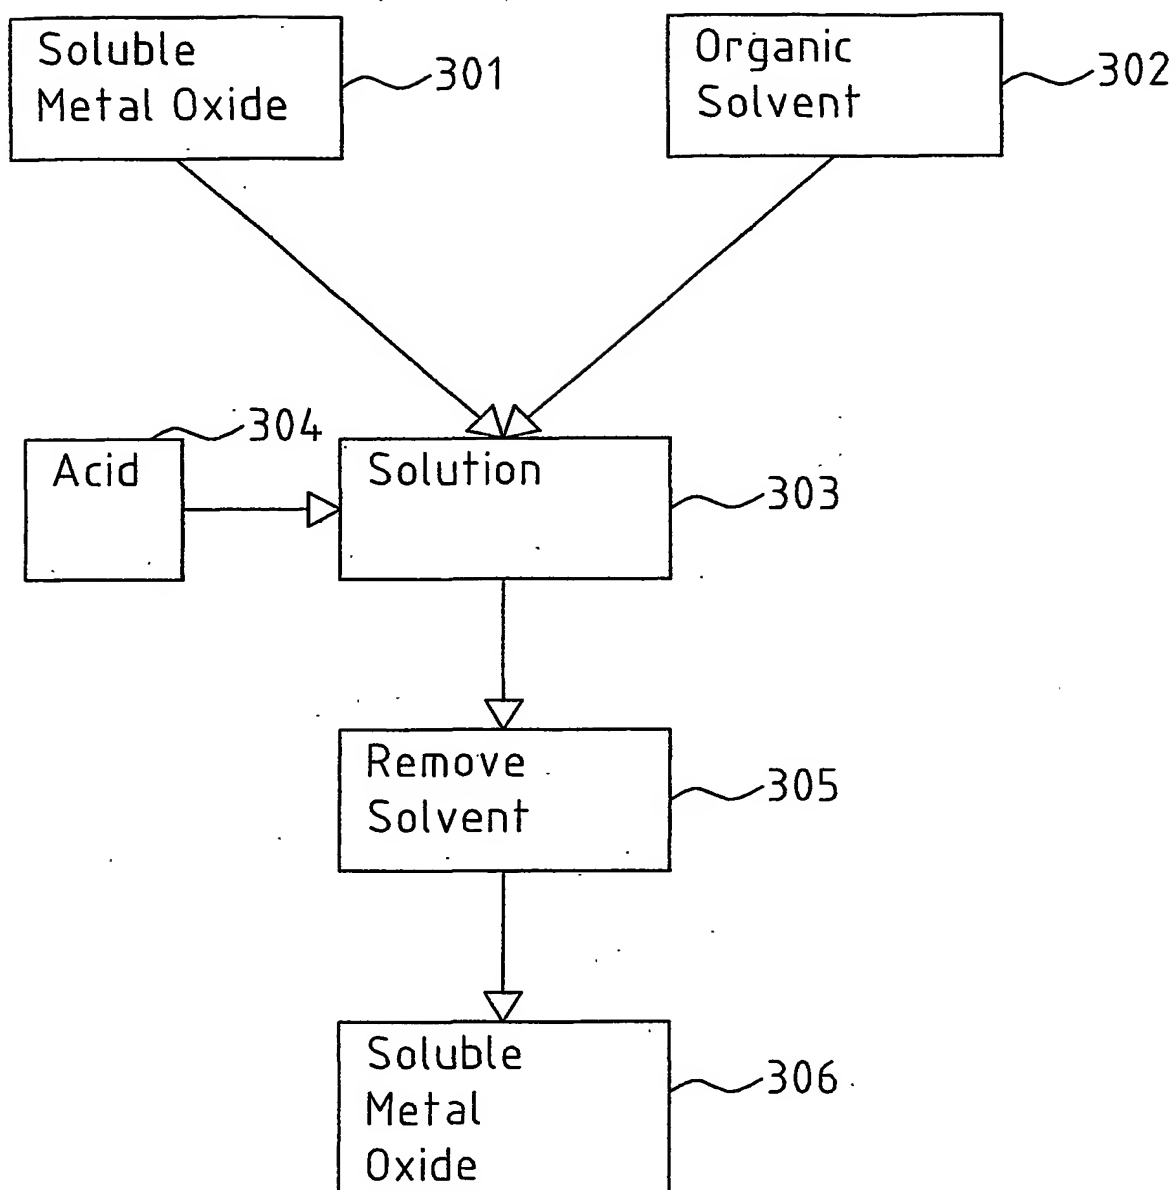 Soluble
Metal Oxide
301
Organic
Solvent
302
304
Acid
Solution
303
Remove
Solvent
305
Soluble
Metal
Oxide
306